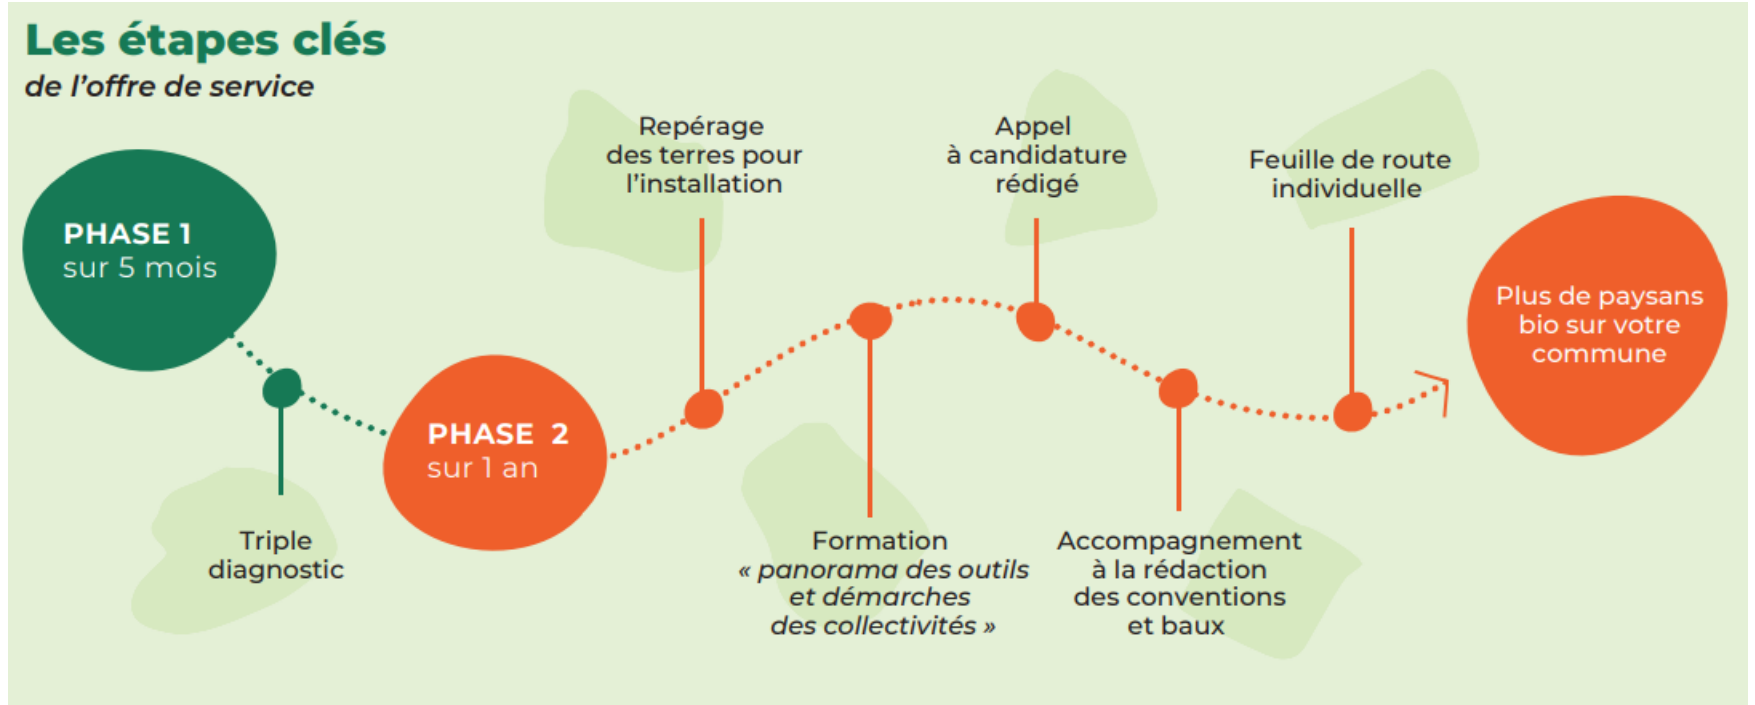 Les étapes clés
de l'offre de service
PHASE 1
sur 5 mois
Triple
diagnostic
PHASE 2
sur 1 an
Repérage
des terres pour
l'installation
Formation
« panorama des outils
et démarches
des collectivités »
Appel
à candidature
rédigé
Accompagnement
à la rédaction
des conventions
et baux
Feuille de route
individuelle
Plus de paysans
bio sur votre
commune